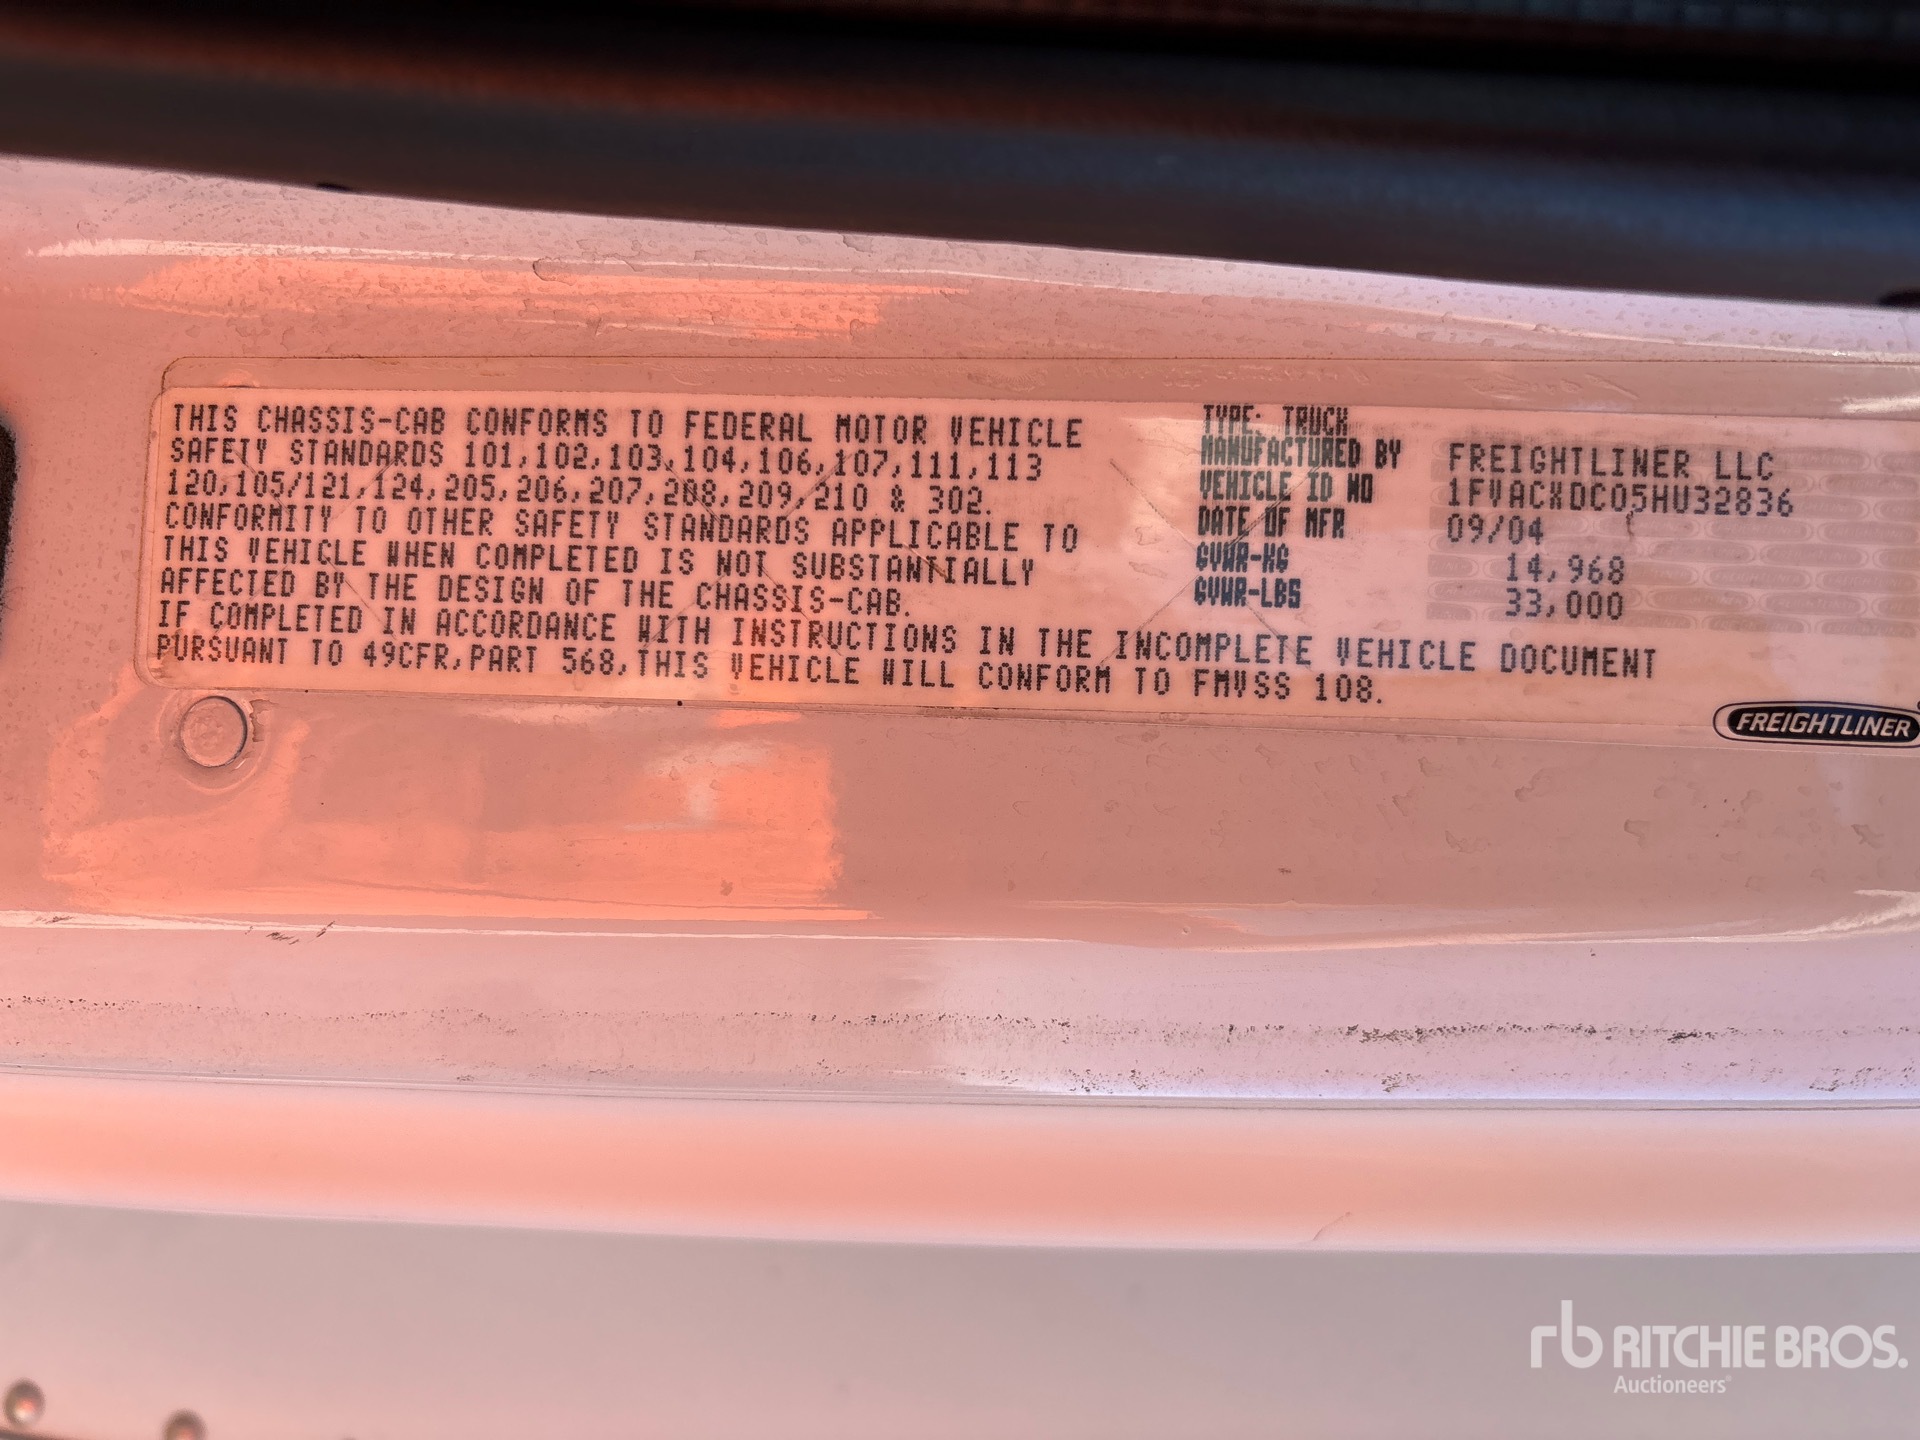 THIS CHASSIS-CAB CONFORMS TO FEDERAL MOTOR VEHICLE
SAFETY STANDARDS 101,102,103,104,106,107,111,113
120,105/121,124,205,206,207,208,209,210 & 302.
CONFORMITY TO OTHER SAFETY STANDARDS APPLICABLE TO
THIS VEHICLE WHEN COMPLETED IS NOT SUBSTANTIALLY
AFFECTED BY THE DESIGN OF THE CHASSIS-CAB.
IF COMPLETED IN ACCORDANCE WITH INSTRUCTIONS IN THE INCOMPLETE VEHICLE DOCUMENT
PURSUANT TO 49CFR,PART 568,THIS VEHICLE WILL CONFORM TO FMVSS 108.
TYPE: TRUCK
MANUFACTURED BY FREIGHTLINER LLC
VEHICLE ID NO 1FVACXDC05HU32836
DATE OF MFR 09/04
GVWR-KG 14,968
GVWR-LBS 33,000
FREIGHTLINER
rb RITCHIE BROS.
Auctioneers